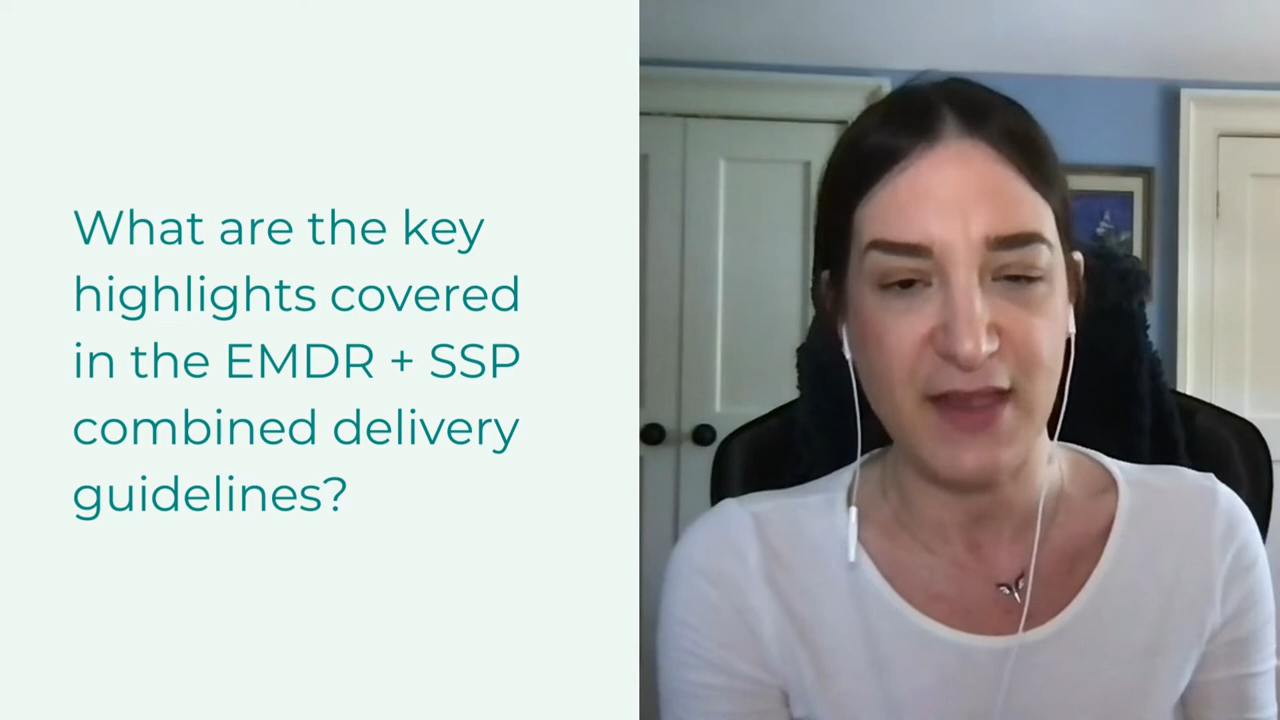 What are the key
highlights covered
in the EMDR + SSP
combined delivery
guidelines?